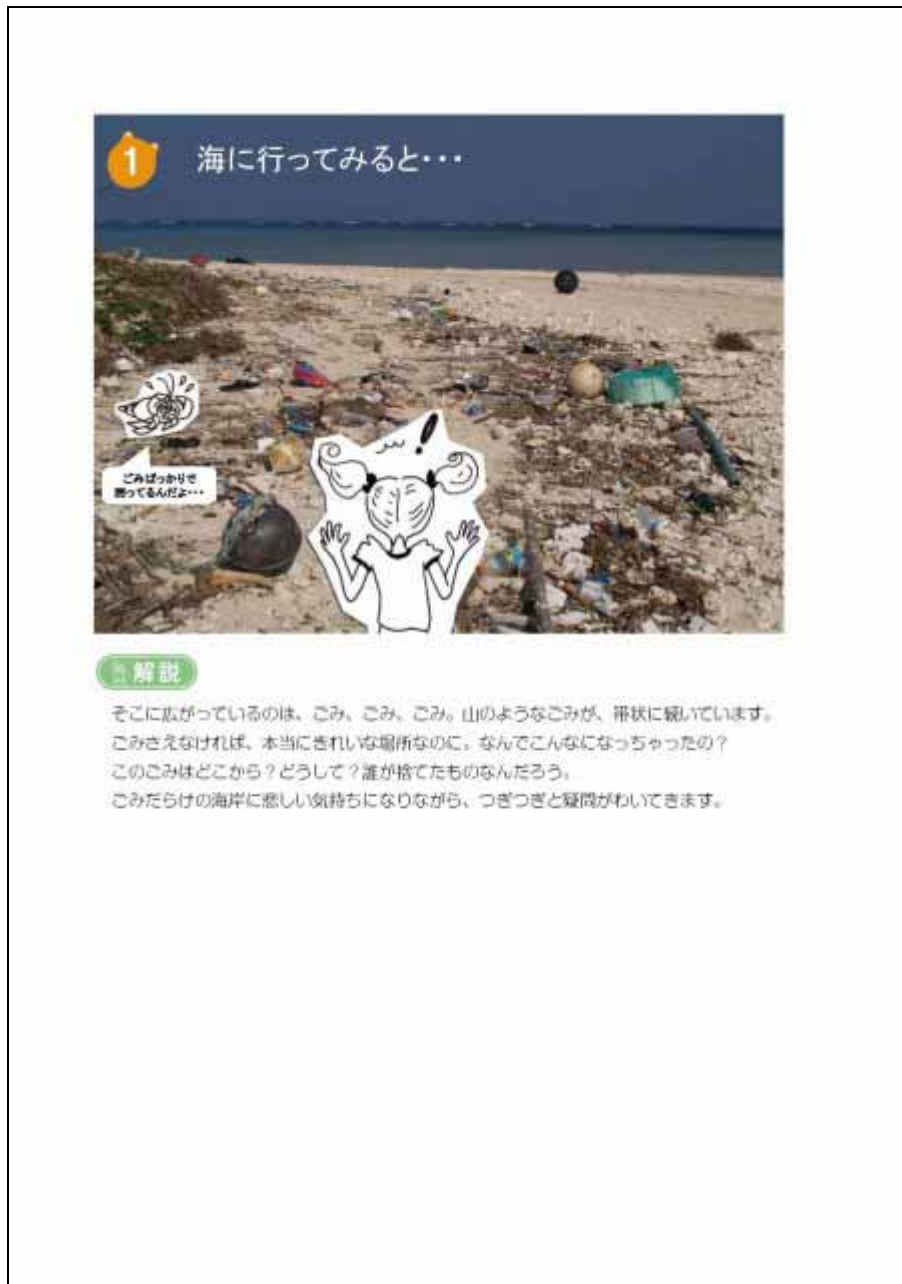 1
海に行ってみると・・・
ごみばっかりで
困ってるんだよ・・・
解説
そこに広がっているのは、ごみ、ごみ、ごみ。山のようなごみが、帯状に続いています。
ごみさえなければ、本当にきれいな場所なのに。なんでこんなになっちゃったの？
このごみはどこから？どうして？誰が捨てたものなんだろう。
ごみだらけの海岸に悲しい気持ちになりながら、つぎつぎと疑問がわいてきます。